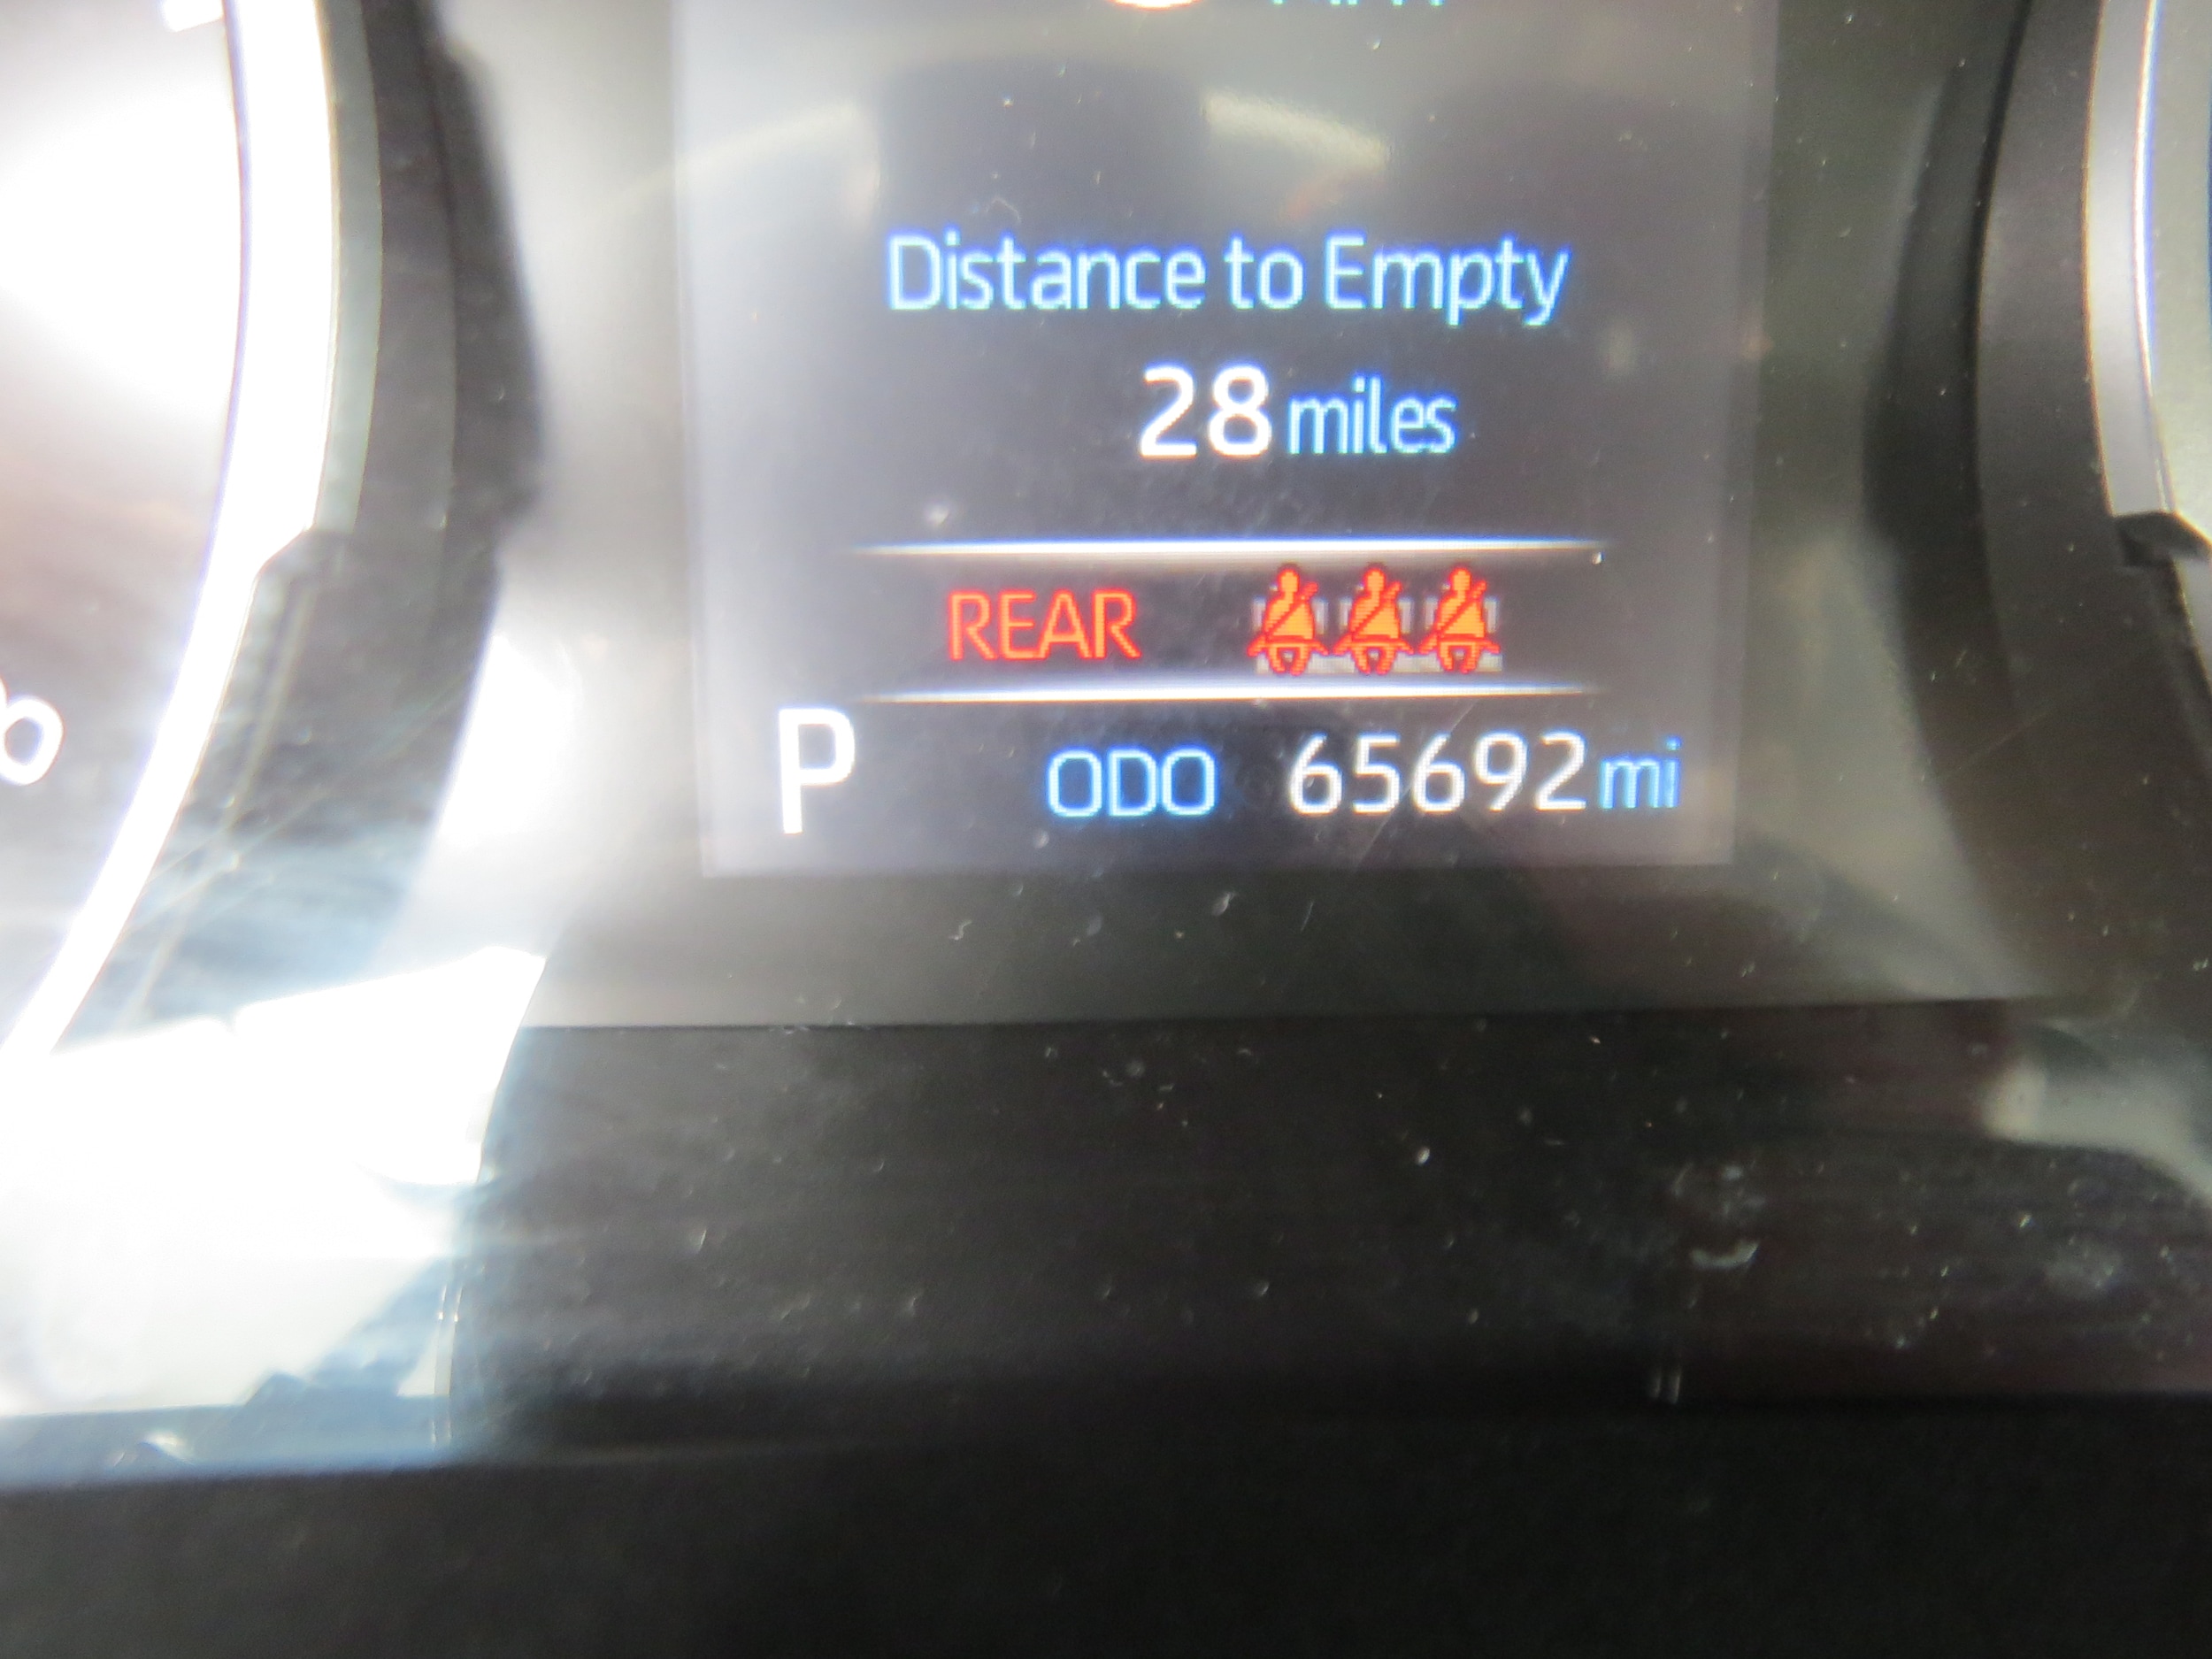 Distance to Empty
28 miles
REAR
P ODO 65692 mi